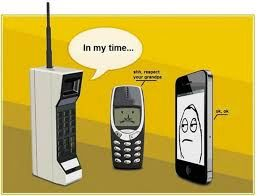 In my time...
shh, respect
your grandpa
ok, ok